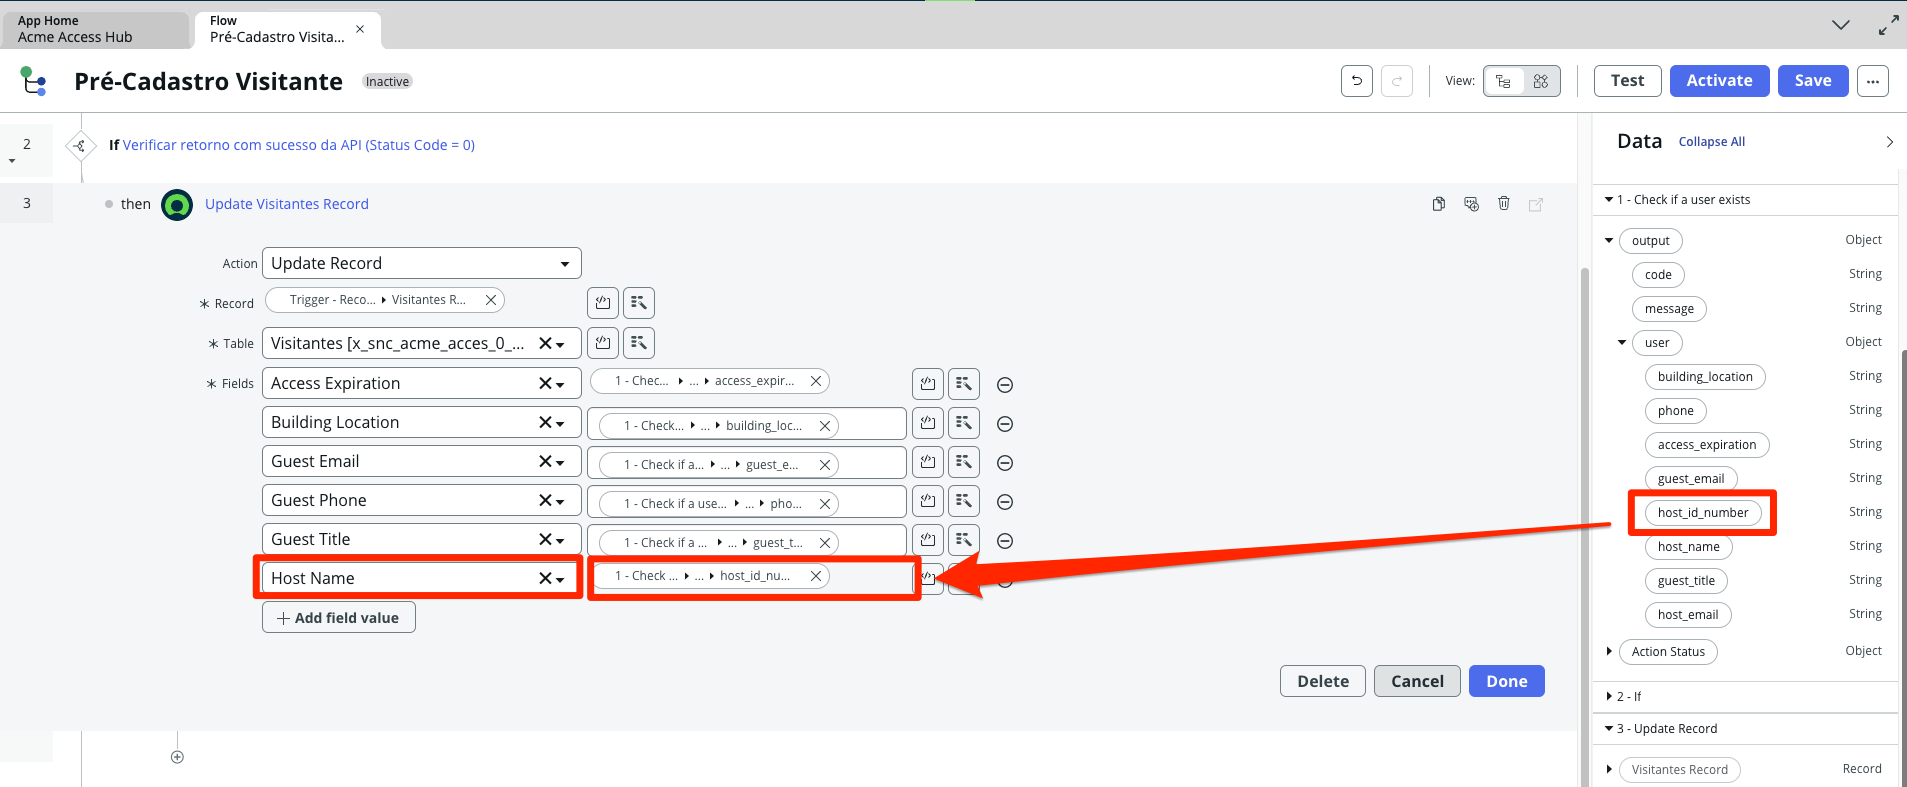 App Home
Acme Access Hub
Flow
Pré-Cadastro Visita...
Pré-Cadastro Visitante
Inactive
View:
Test
Activate
Save
2
If Verificar retorno com sucesso da API (Status Code = 0)
3
then Update Visitantes Record
Action Update Record
* Record Trigger - Reco... Visitantes R...
* Table Visitantes [x_snc_acme_acces_0_...
* Fields Access Expiration 1 - Chec... ... access_expir...
Building Location 1 - Check... ... building_loc...
Guest Email 1 - Check if a... ... guest_e...
Guest Phone 1 - Check if a use... ... pho...
Guest Title 1 - Check if a ... ... guest_t...
Host Name 1 - Check ... ... host_id_nu...
+ Add field value
Delete
Cancel
Done
Data Collapse All
1 - Check if a user exists
output Object
code String
message String
user Object
building_location String
phone String
access_expiration String
guest_email String
host_id_number String
host_name String
guest_title String
host_email String
Action Status Object
2 - If
3 - Update Record
Visitantes Record Record